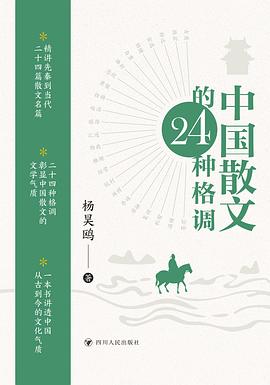 中国散文
的24种格调
杨昊鸥——著
精讲先秦到当代
二十四篇散文名篇
二十四种格调
彰显中国散文的
文学气质
一本书讲透中国
从古到今的文化气质
四川人民出版社